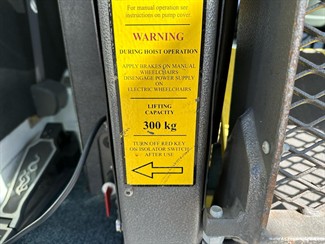 For manual operation see
instructions on pump cover
WARNING
DURING HOIST OPERATION
APPLY BRAKES ON MANUAL
WHEELCHAIRS
DISENGAGE POWER SUPPLY
ON
ELECTRIC WHEELCHAIRS
LIFTING
CAPACITY
300 kg
TURN OFF RED KEY
ON ISOLATOR SWITCH
AFTER USE